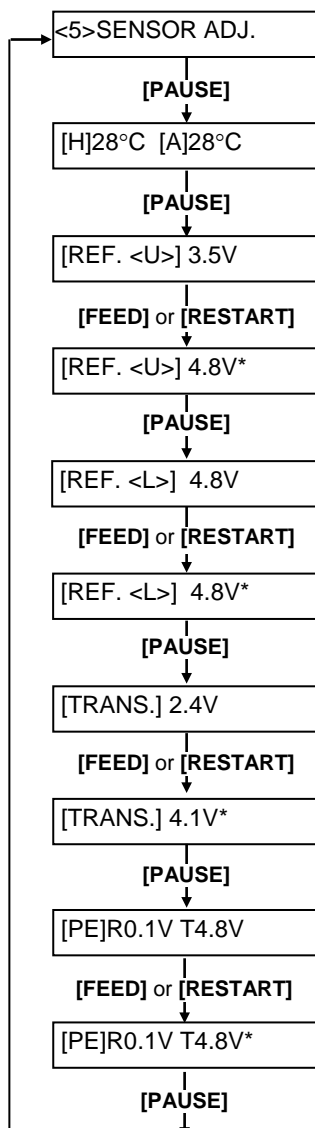 <5>SENSOR ADJ.
[PAUSE]
[H]28°C [A]28°C
[PAUSE]
[REF. <U>] 3.5V
[FEED] or [RESTART]
[REF. <U>] 4.8V*
[PAUSE]
[REF. <L>] 4.8V
[FEED] or [RESTART]
[REF. <L>] 4.8V*
[PAUSE]
[TRANS.] 2.4V
[FEED] or [RESTART]
[TRANS.] 4.1V*
[PAUSE]
[PE]R0.1V T4.8V
[FEED] or [RESTART]
[PE]R0.1V T4.8V*
[PAUSE]